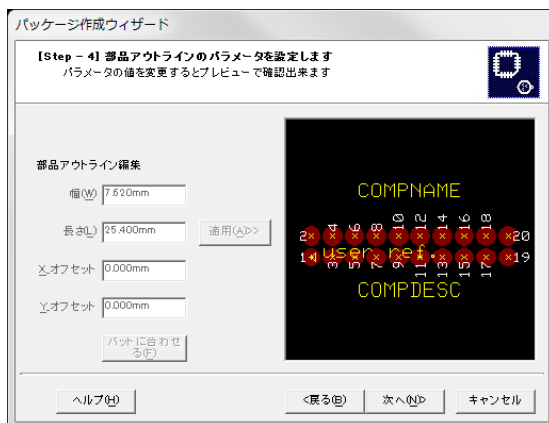 パッケージ作成ウィザード
[Step - 4] 部品アウトラインのパラメータを設定します
パラメータの値を変更するとプレビューで確認出来ます
部品アウトライン編集
幅(W) 7.620mm
長さ(L) 25.400mm
適用(A)>>
X オフセット 0.000mm
Y オフセット 0.000mm
パットに合わせ
る(F)
COMPNAME
4 6 8 10 12 14 16 18
2 20
user ref.
1 19
3 5 7 9 11 13 15 17
COMPDESC
ヘルプ(H)
<戻る(B)
次へ(N)>
キャンセル